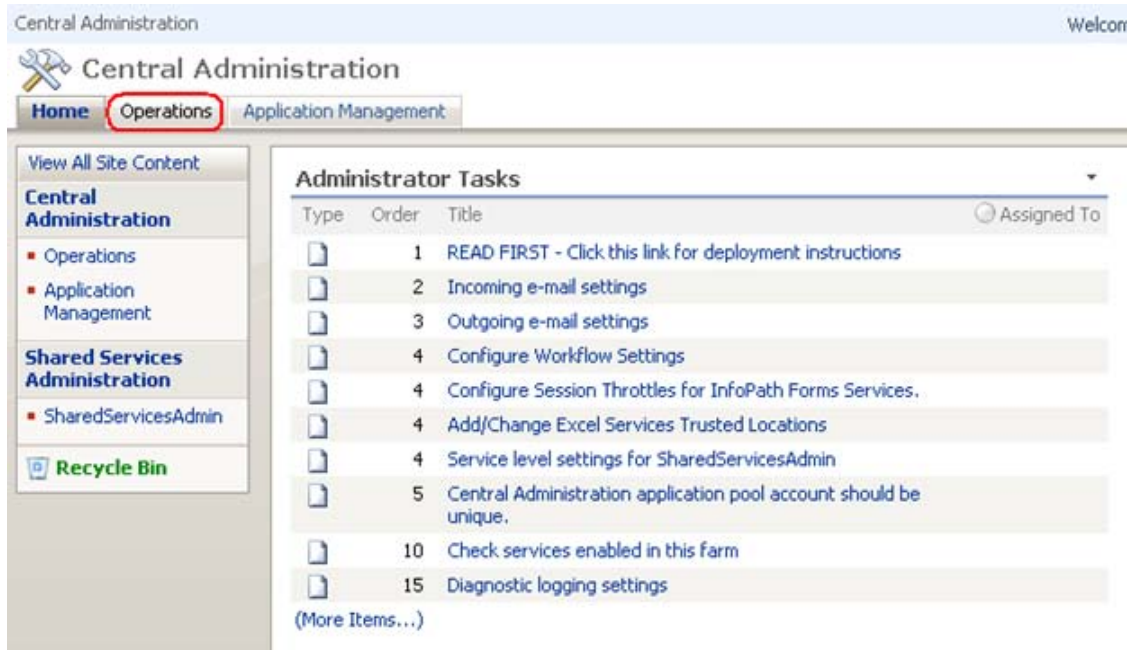 Central Administration
Welcom
Central Administration
Home Operations Application Management
View All Site Content
Central
Administration
Operations
Application
Management
Shared Services
Administration
SharedServicesAdmin
Recycle Bin
Administrator Tasks
Type Order Title Assigned To
1 READ FIRST - Click this link for deployment instructions
2 Incoming e-mail settings
3 Outgoing e-mail settings
4 Configure Workflow Settings
4 Configure Session Throttles for InfoPath Forms Services.
4 Add/Change Excel Services Trusted Locations
4 Service level settings for SharedServicesAdmin
5 Central Administration application pool account should be
unique.
10 Check services enabled in this farm
15 Diagnostic logging settings
(More Items...)